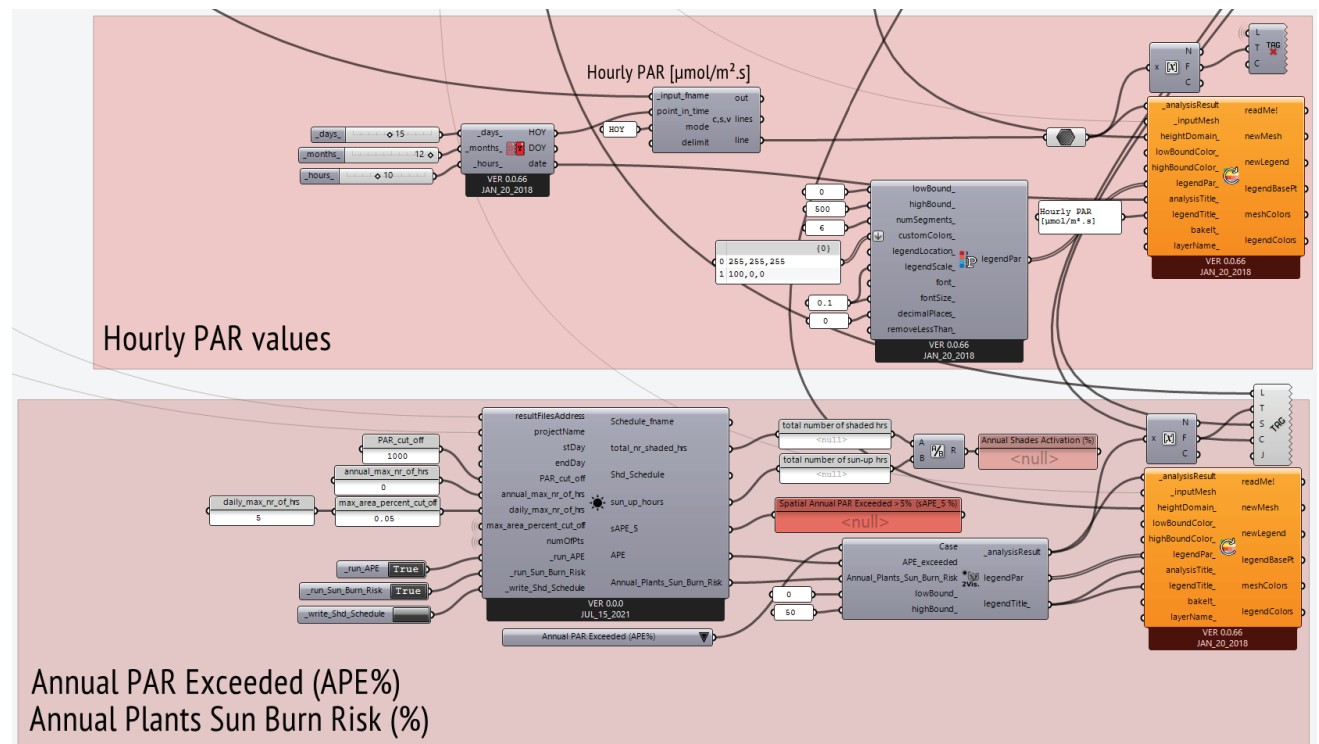 Hourly PAR [µmol/m².s]
_input_fname
point_in_time
mode
delimit
out
c,s,v lines
line
HOY
_days_
15
_months_
12
_hours_
10
_days_
_months_
_hours_
HOY
DOY
date
VER 0.0.66
JAN_20_2018
0
500
6
{0}
0 255,255,255
1 100,0,0
0.1
0
lowBound_
highBound_
numSegments_
customColors_
legendLocation_
legendScale_
font_
fontSize_
decimalPlaces_
removeLessThan_
legendPar
VER 0.0.66
JAN_20_2018
Hourly PAR
[µmol/m².s]
x
N
F
C
L
T
C
TAG
_analysisResult
_inputMesh
heightDomain_
lowBoundColor_
highBoundColor_
legendPar_
analysisTitle_
legendTitle_
bakeIt_
layerName_
readMe!
newMesh
newLegend
legendBasePt
meshColors
legendColors
VER 0.0.66
JAN_20_2018
Hourly PAR values
PAR_cut_off
1000
annual_max_nr_of_hrs
0
daily_max_nr_of_hrs
5
max_area_percent_cut_off
0.05
_run_APE
True
_run_Sun_Burn_Risk
True
_write_Shd_Schedule
resultFilesAddress
projectName
stDay
endDay
PAR_cut_off
annual_max_nr_of_hrs
daily_max_nr_of_hrs
max_area_percent_cut_off
numOfPts
_run_APE
_run_Sun_Burn_Risk
_write_Shd_Schedule
Schedule_fname
total_nr_shaded_hrs
Shd_Schedule
sun_up_hours
sAPE_5
APE
Annual_Plants_Sun_Burn_Risk
VER 0.0.0
JUL_15_2021
Annual PAR Exceeded (APE%)
total number of shaded hrs
<null>
total number of sun-up hrs
<null>
A
B
A/B
R
Annual Shades Activation (%)
<null>
Spatial Annual PAR Exceeded > 5% (sAPE_5 %)
<null>
0
50
Case
APE_exceeded
Annual_Plants_Sun_Burn_Risk
lowBound_
highBound_
2Vis.
_analysisResult
legendPar
legendTitle_
x
N
F
C
L
T
S
C
J
TAG
_analysisResult
_inputMesh
heightDomain_
lowBoundColor_
highBoundColor_
legendPar_
analysisTitle_
legendTitle_
bakeIt_
layerName_
readMe!
newMesh
newLegend
legendBasePt
meshColors
legendColors
VER 0.0.66
JAN_20_2018
Annual PAR Exceeded (APE%)
Annual Plants Sun Burn Risk (%)